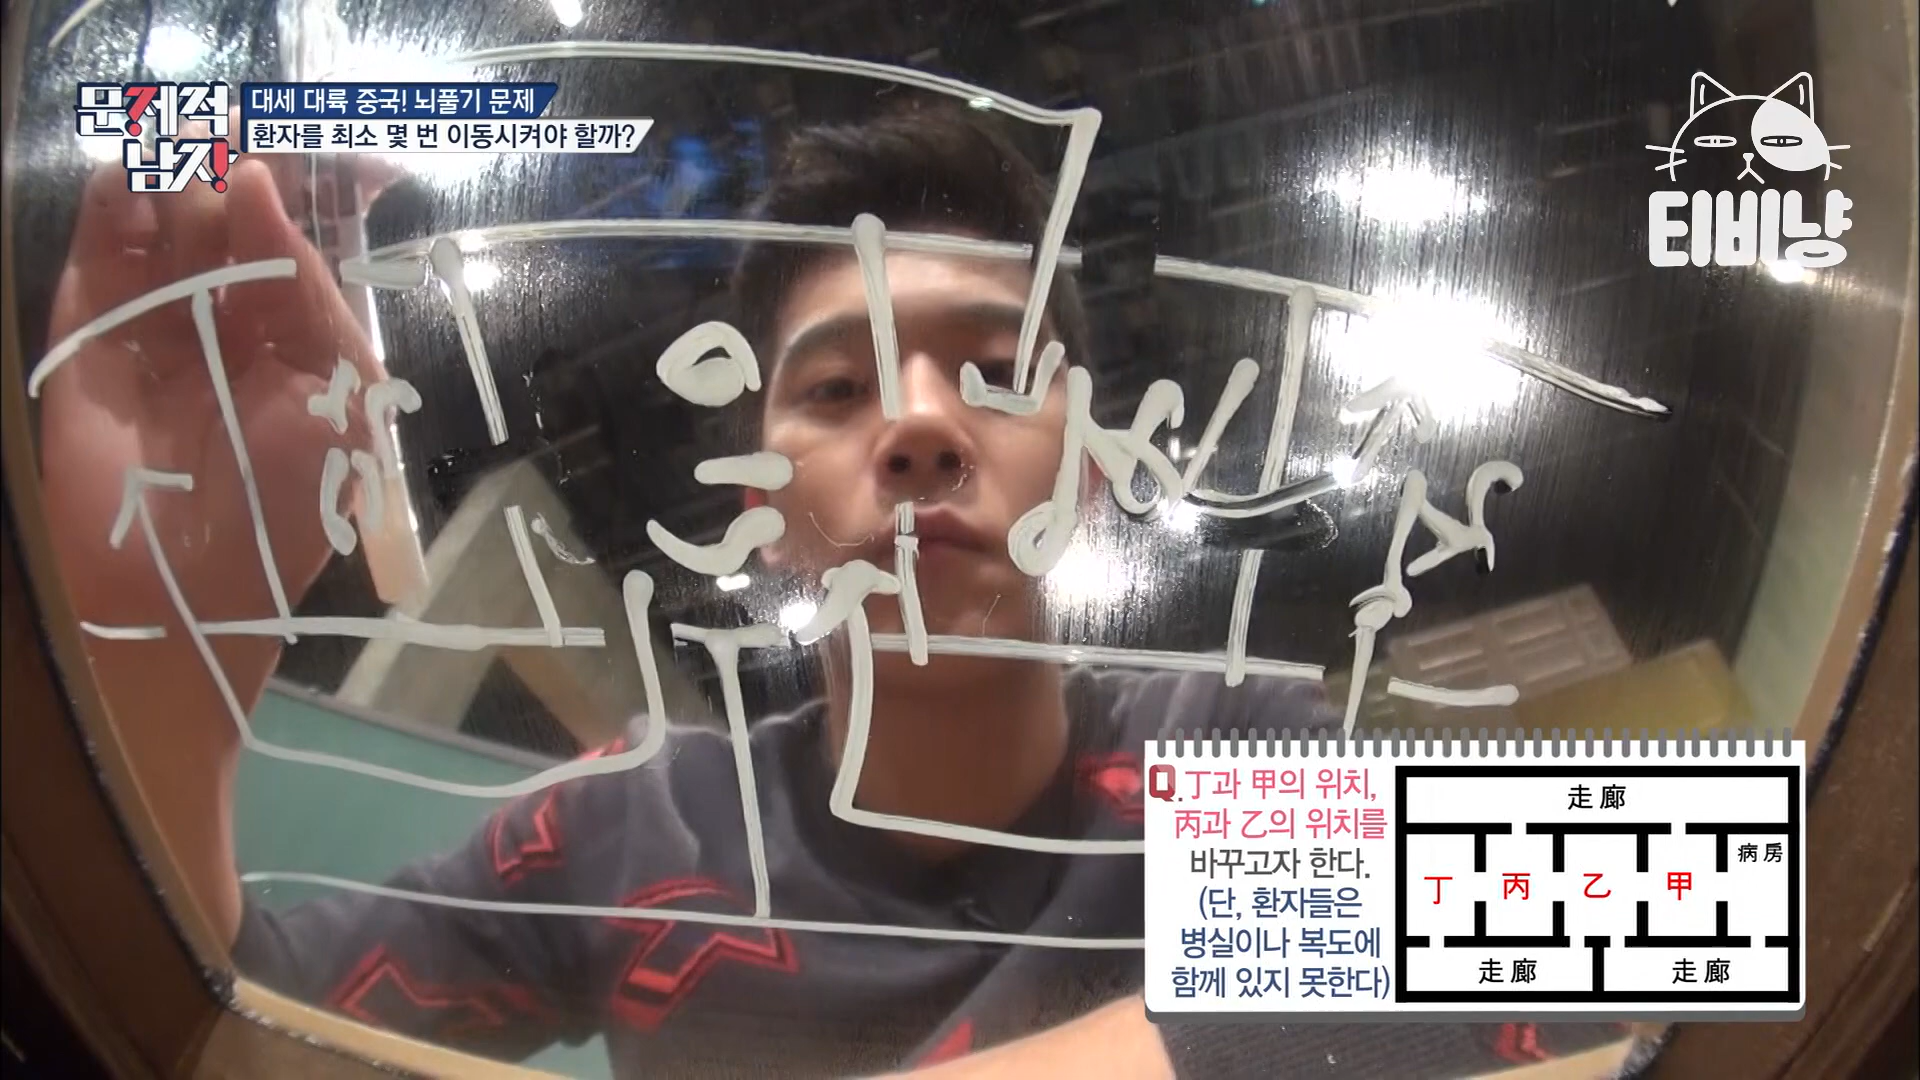 문제적
남자
대세 대륙 중국! 뇌풀기 문제
환자를 최소 몇 번 이동시켜야 할까?
티비냥
Q.丁과 甲의 위치,
丙과 乙의 위치를
바꾸고자 한다.
(단, 환자들은
병실이나 복도에
함께 있지 못한다)
走廊
病房
丁 丙 乙 甲
走廊 走廊